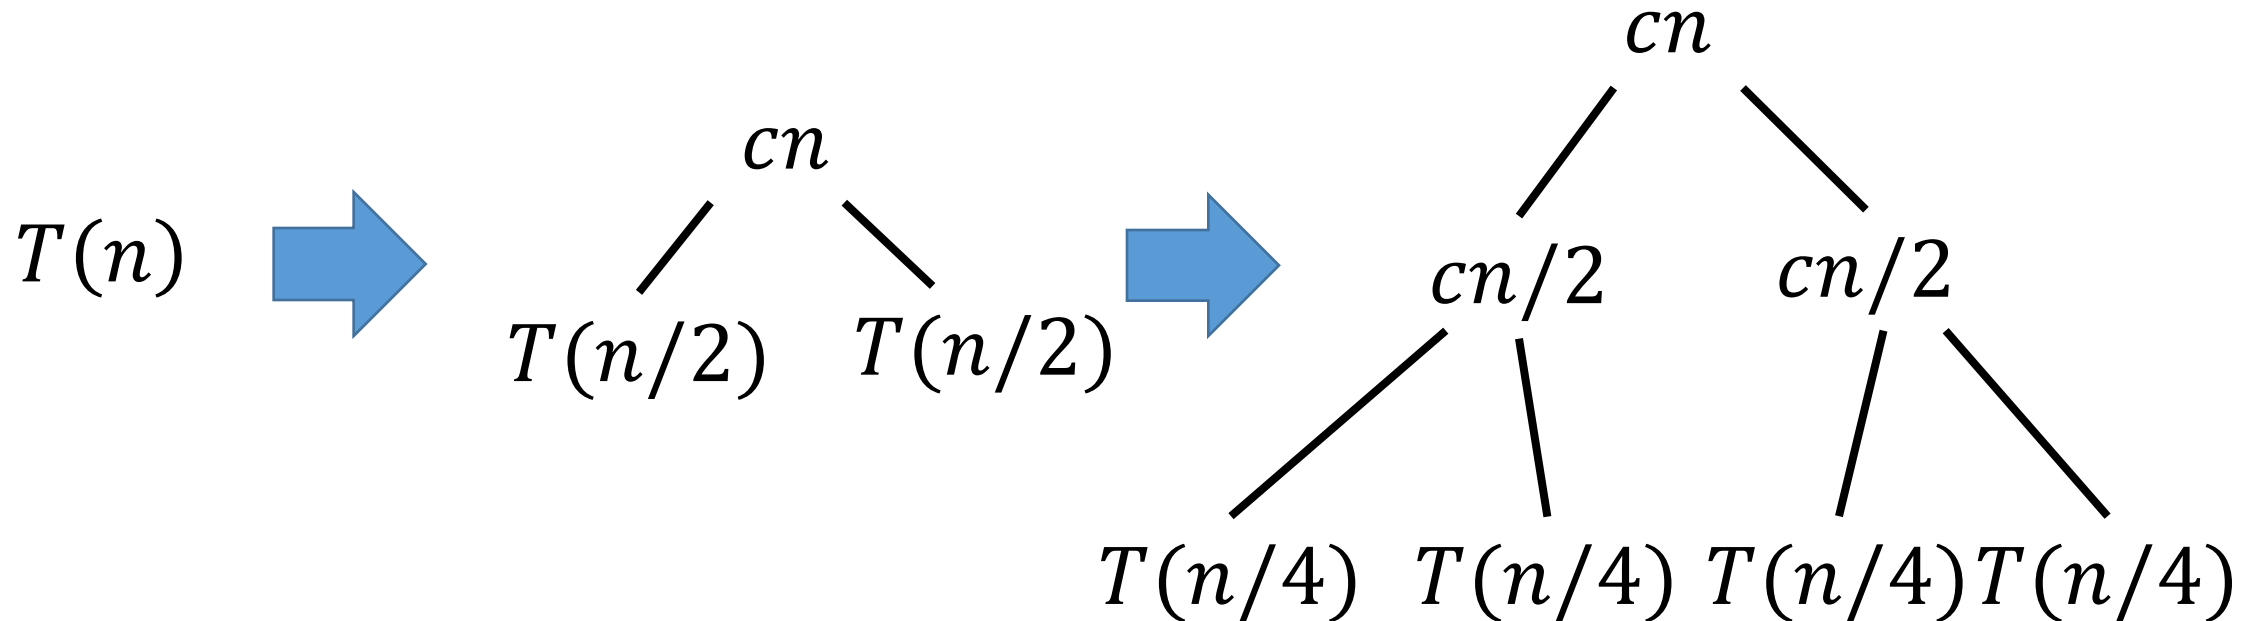 T(n)
cn
T(n/2) T(n/2)
cn
cn/2 cn/2
T(n/4) T(n/4) T(n/4) T(n/4)